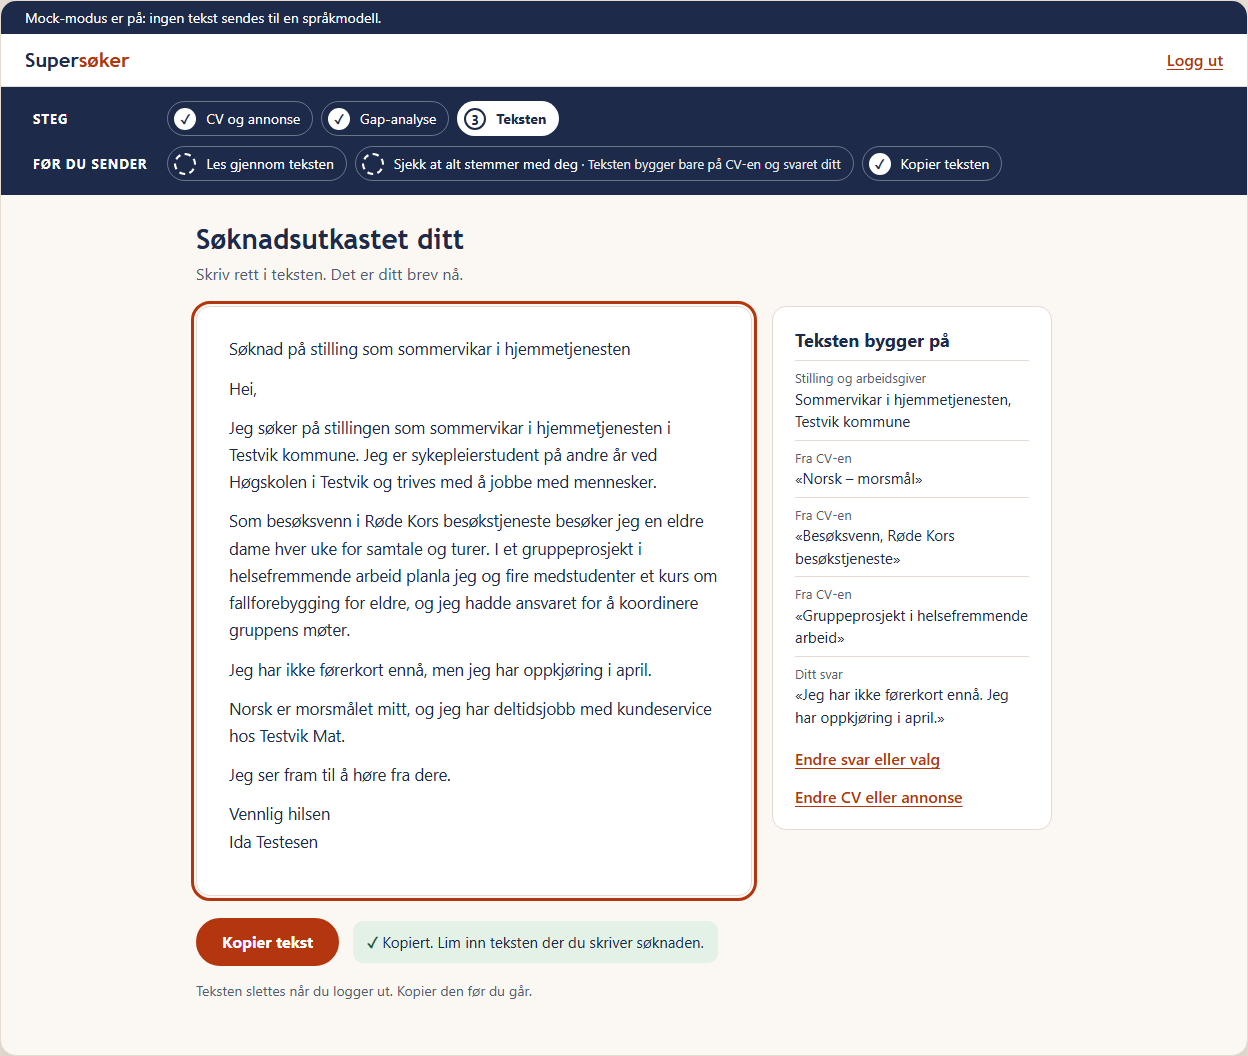 Mock-modus er på: ingen tekst sendes til en språkmodell.
Supersøker
Logg ut
STEG
✓ CV og annonse
✓ Gap-analyse
3 Teksten
FØR DU SENDER
Les gjennom teksten
Sjekk at alt stemmer med deg · Teksten bygger bare på CV-en og svaret ditt
✓ Kopier teksten
Søknadsutkastet ditt
Skriv rett i teksten. Det er ditt brev nå.
Søknad på stilling som sommervikar i hjemmetjenesten
Hei,
Jeg søker på stillingen som sommervikar i hjemmetjenesten i
Testvik kommune. Jeg er sykepleierstudent på andre år ved
Høgskolen i Testvik og trives med å jobbe med mennesker.
Som besøksvenn i Røde Kors besøkstjeneste besøker jeg en eldre
dame hver uke for samtale og turer. I et gruppeprosjekt i
helsefremmende arbeid planla jeg og fire medstudenter et kurs om
fallforebygging for eldre, og jeg hadde ansvaret for å koordinere
gruppens møter.
Jeg har ikke førerkort ennå, men jeg har oppkjøring i april.
Norsk er morsmålet mitt, og jeg har deltidsjobb med kundeservice
hos Testvik Mat.
Jeg ser fram til å høre fra dere.
Vennlig hilsen
Ida Testesen
Teksten bygger på
Stilling og arbeidsgiver
Sommervikar i hjemmetjenesten,
Testvik kommune
Fra CV-en
«Norsk – morsmål»
Fra CV-en
«Besøksvenn, Røde Kors
besøkstjeneste»
Fra CV-en
«Gruppeprosjekt i helsefremmende
arbeid»
Ditt svar
«Jeg har ikke førerkort ennå. Jeg
har oppkjøring i april.»
Endre svar eller valg
Endre CV eller annonse
Kopier tekst
✓ Kopiert. Lim inn teksten der du skriver søknaden.
Teksten slettes når du logger ut. Kopier den før du går.